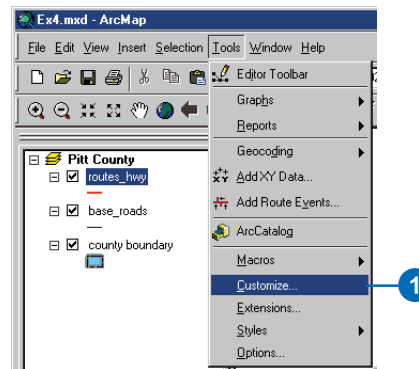 Ex4.mxd - ArcMap
File Edit View Insert Selection Tools Window Help
Editor Toolbar
Graphs
Reports
Geocoding
Add XY Data...
Add Route Events...
ArcCatalog
Macros
Customize...
Extensions...
Styles
Options...
1
Pitt County
routes_hwy
base_roads
county boundary